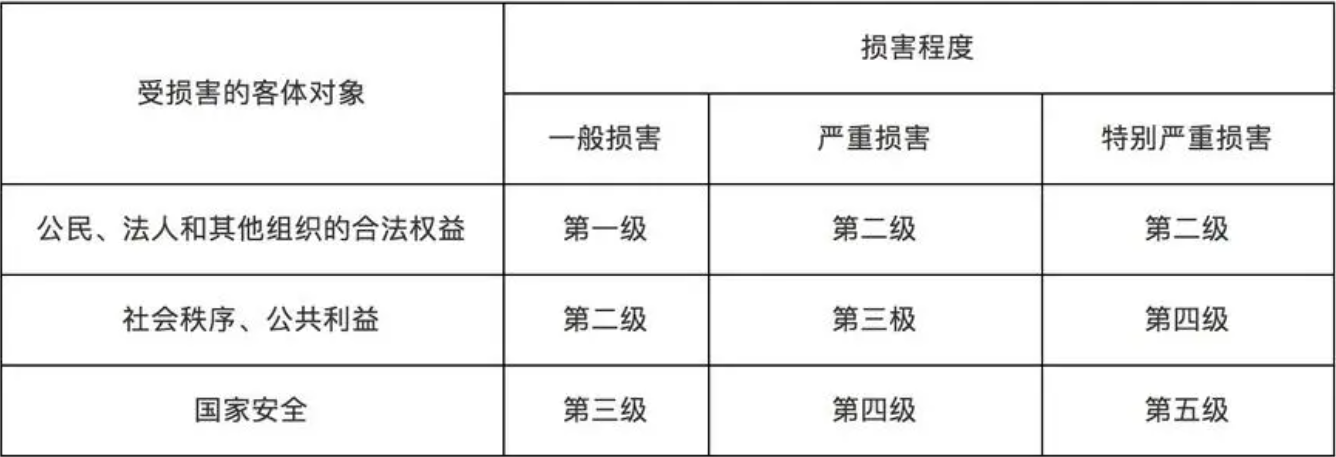 受损害的客体对象
损害程度
一般损害
严重损害
特别严重损害
公民、法人和其他组织的合法权益
第一级
第二级
第二级
社会秩序、公共利益
第二级
第三极
第四级
国家安全
第三级
第四级
第五级